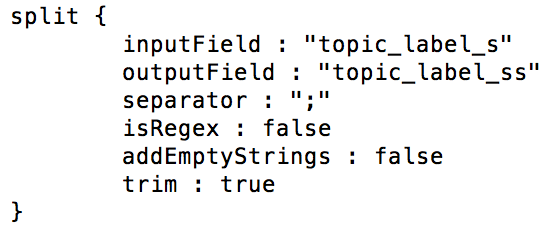 split {
inputField : "topic_label_s"
outputField : "topic_label_ss"
separator : ";"
isRegex : false
addEmptyStrings : false
trim : true
}